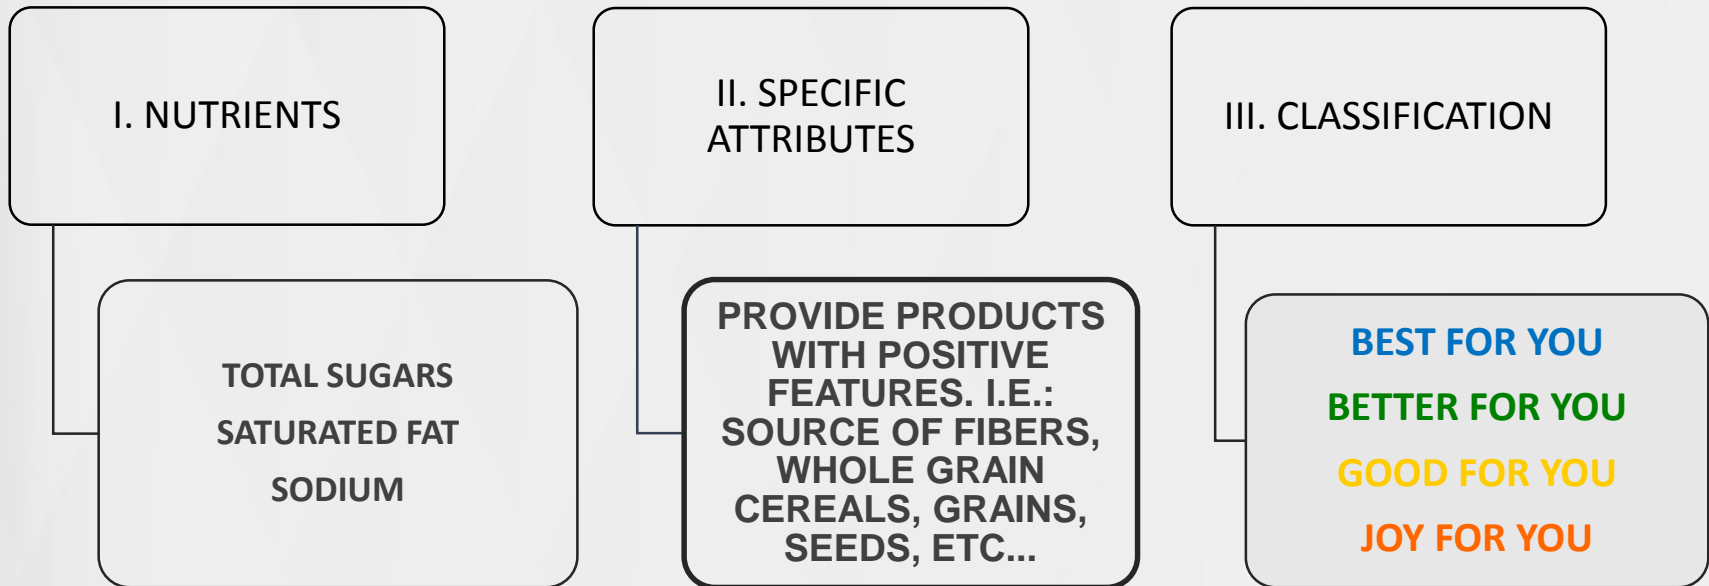 I. NUTRIENTS
TOTAL SUGARS
SATURATED FAT
SODIUM
II. SPECIFIC
ATTRIBUTES
PROVIDE PRODUCTS
WITH POSITIVE
FEATURES. I.E.:
SOURCE OF FIBERS,
WHOLE GRAIN
CEREALS, GRAINS,
SEEDS, ETC...
III. CLASSIFICATION
BEST FOR YOU
BETTER FOR YOU
GOOD FOR YOU
JOY FOR YOU